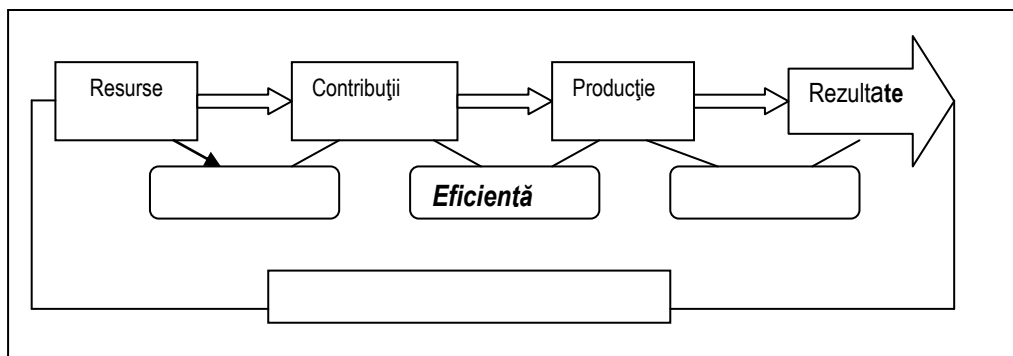 Resurse
Contribuţii
Producţie
Rezultate
Eficientă